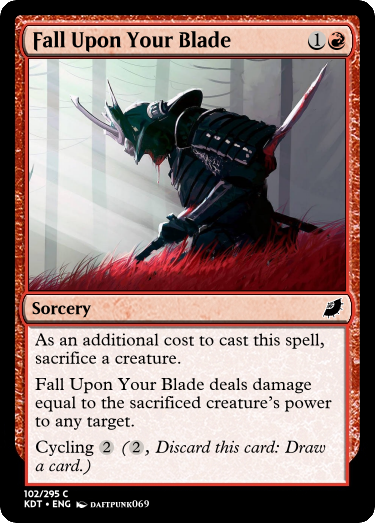 Fall Upon Your Blade 1
Sorcery
As an additional cost to cast this spell,
sacrifice a creature.
Fall Upon Your Blade deals damage
equal to the sacrificed creature's power
to any target.
Cycling 2 (2, Discard this card: Draw
a card.)
102/295 C
KDT • ENG DAFTPUNK069